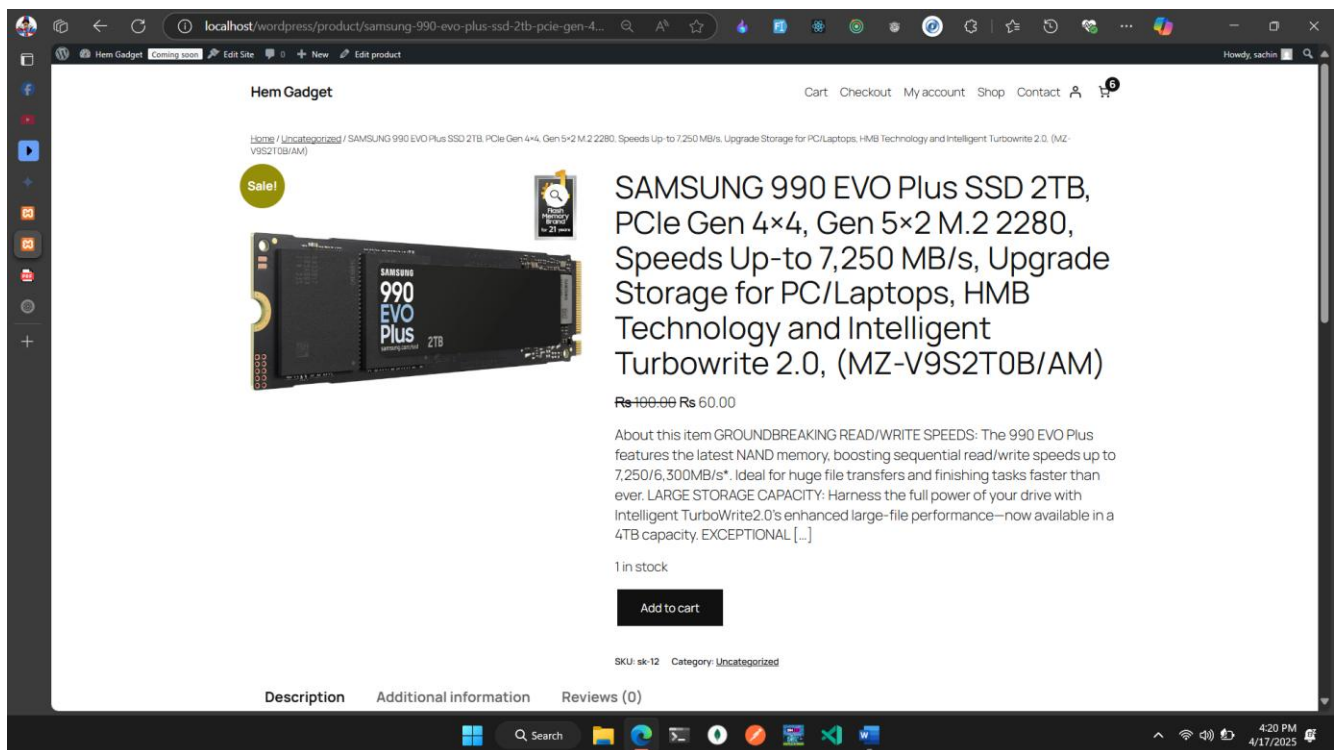 localhost/wordpress/product/samsung-990-evo-plus-ssd-2tb-pcie-gen-4...
Hem Gadget Coming soon Edit Site 0 + New Edit product
Howdy, sachin
Hem Gadget
Cart Checkout My account Shop Contact 6
Home / Uncategorized / SAMSUNG 990 EVO Plus SSD 2TB, PCIe Gen 4×4, Gen 5×2 M.2 2280, Speeds Up-to 7,250 MB/s, Upgrade Storage for PC/Laptops, HMB Technology and Intelligent Turbowrite 2.0, (MZ-
V9S2T0B/AM)
Sale!
1
Flash
Memory
Brand
for 21 years
SAMSUNG
990
EVO
Plus
2TB
samsung.com/ssd
SAMSUNG 990 EVO Plus SSD 2TB,
PCIe Gen 4×4, Gen 5×2 M.2 2280,
Speeds Up-to 7,250 MB/s, Upgrade
Storage for PC/Laptops, HMB
Technology and Intelligent
Turbowrite 2.0, (MZ-V9S2T0B/AM)
₨ 100.00 ₨ 60.00
About this item GROUNDBREAKING READ/WRITE SPEEDS: The 990 EVO Plus
features the latest NAND memory, boosting sequential read/write speeds up to
7,250/6,300MB/s*. Ideal for huge file transfers and finishing tasks faster than
ever. LARGE STORAGE CAPACITY: Harness the full power of your drive with
Intelligent TurboWrite2.0's enhanced large-file performance—now available in a
4TB capacity. EXCEPTIONAL […]
1 in stock
Add to cart
SKU: sk-12 Category: Uncategorized
Description Additional information Reviews (0)
Search
4:20 PM
4/17/2025